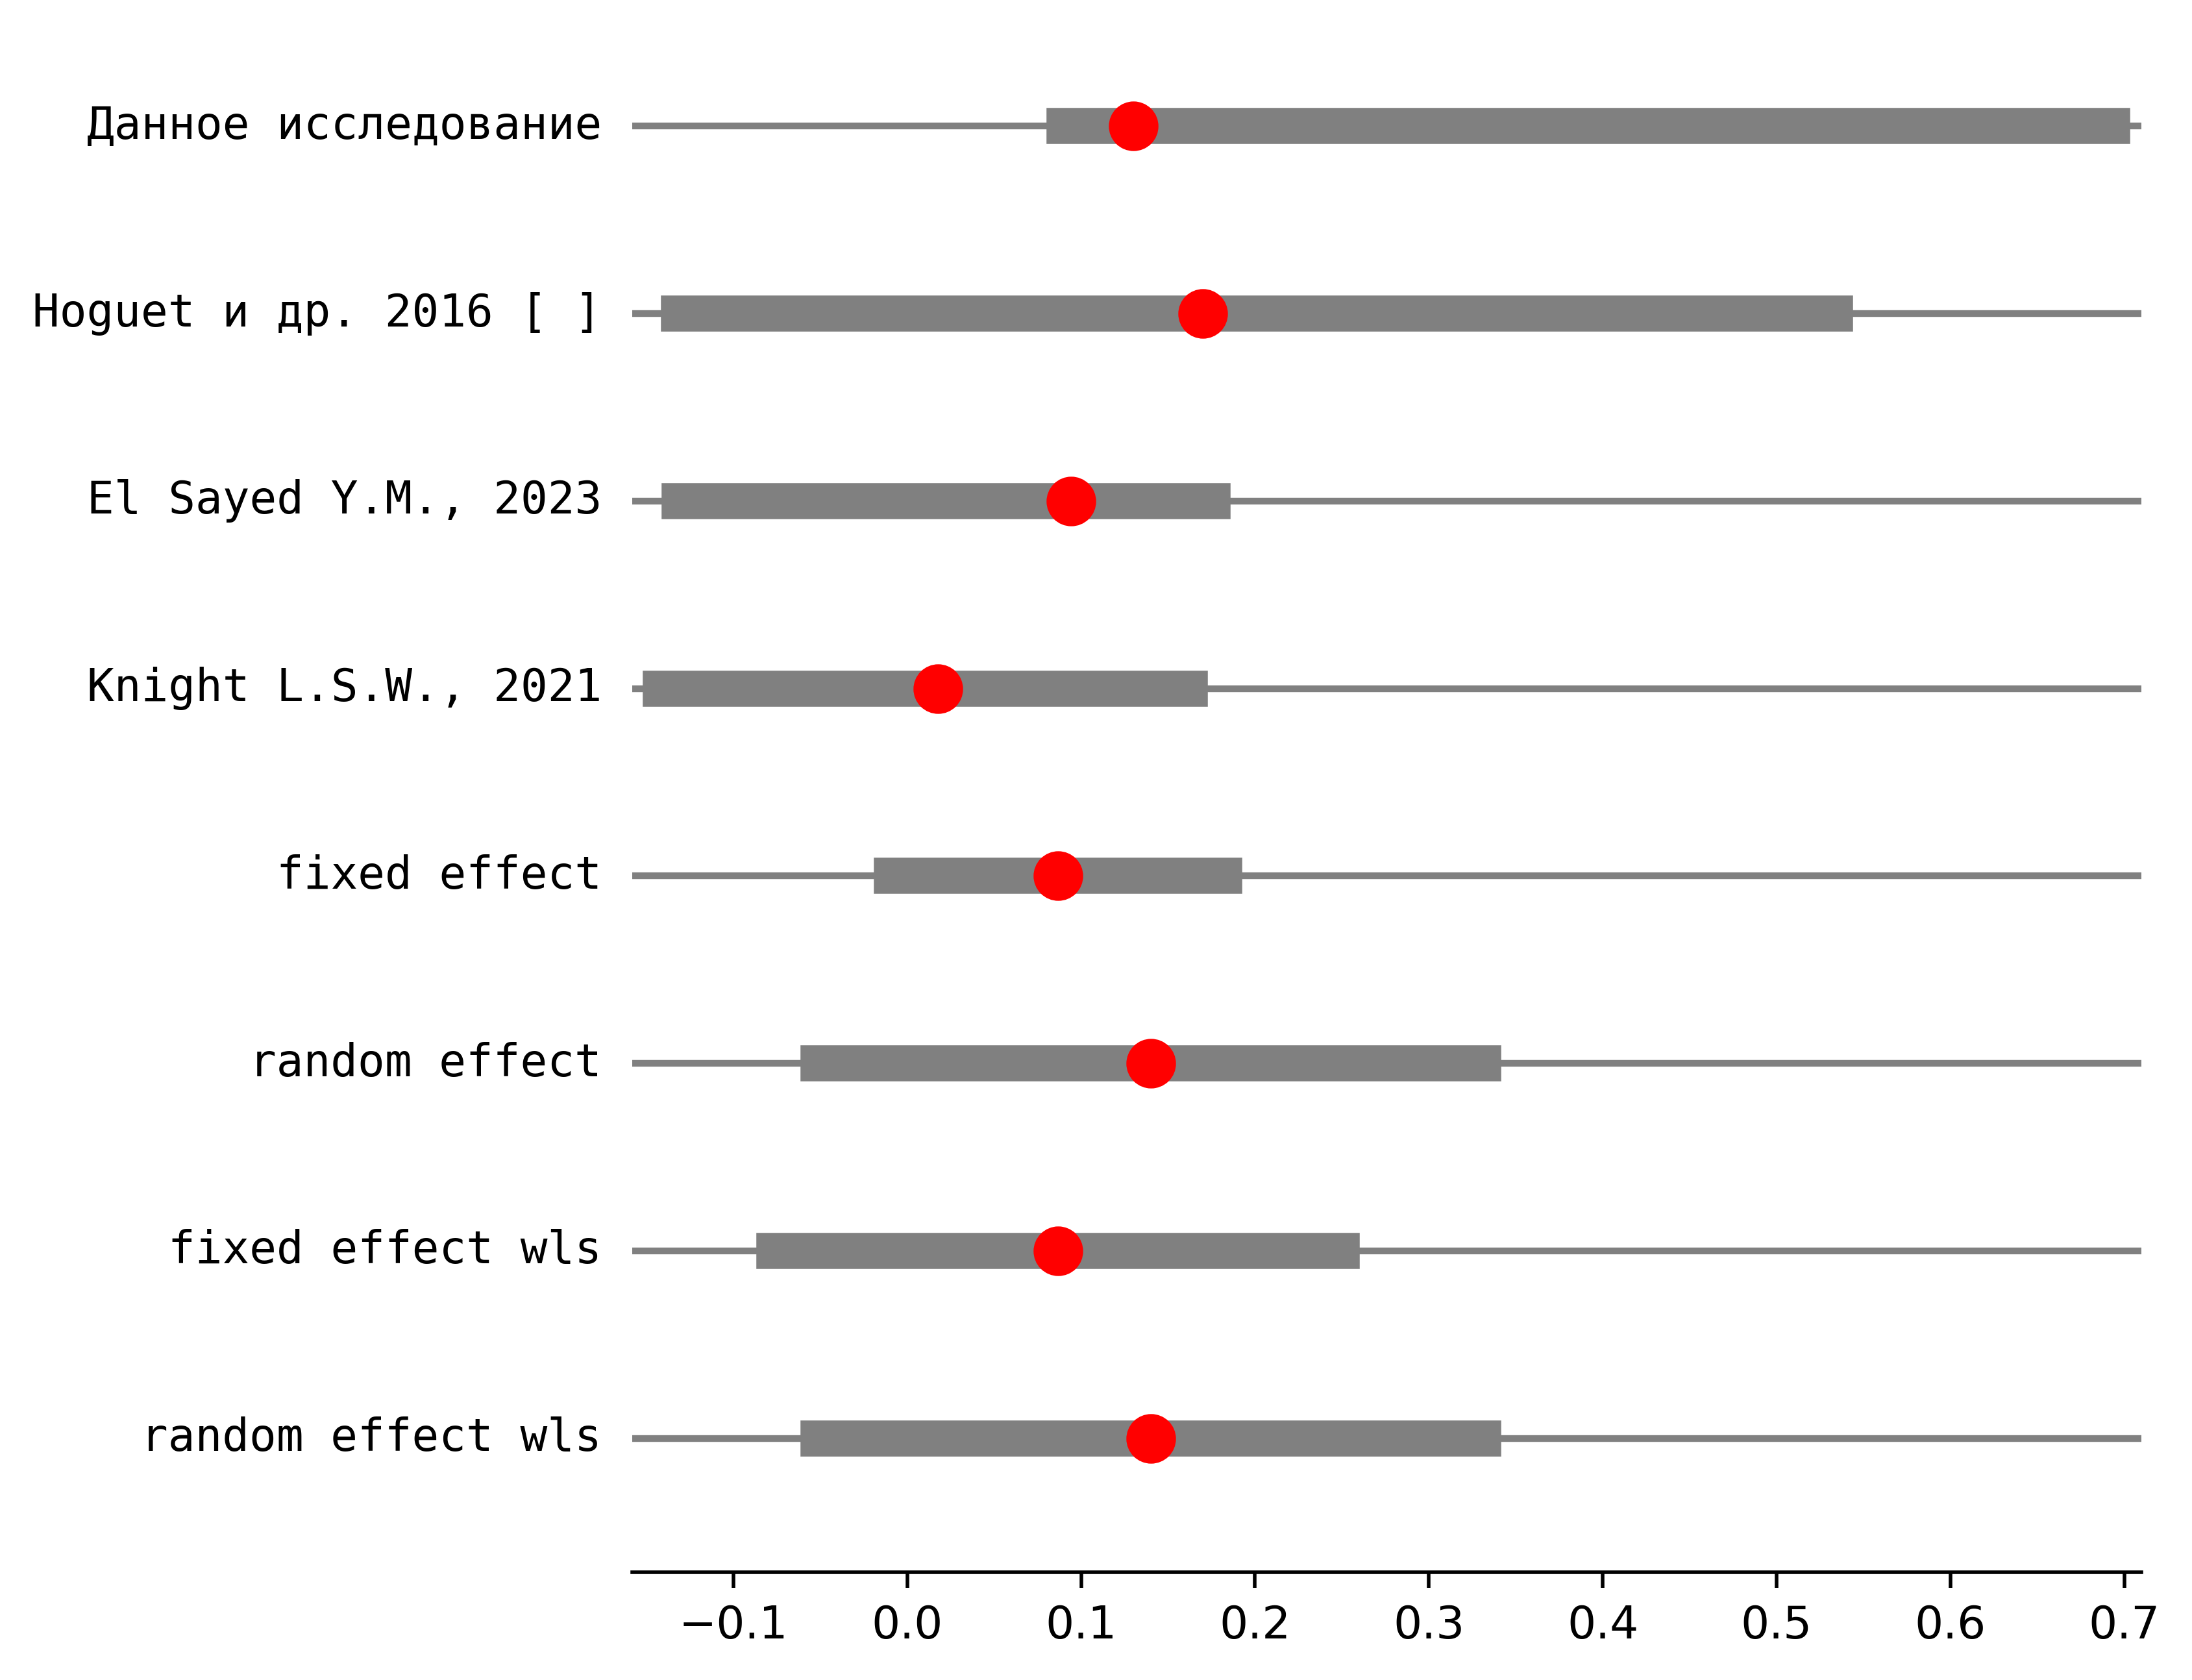 Данное исследование
Hoguet и др. 2016 [ ]
El Sayed Y.M., 2023
Knight L.S.W., 2021
fixed effect
random effect
fixed effect wls
random effect wls
−0.1 0.0 0.1 0.2 0.3 0.4 0.5 0.6 0.7